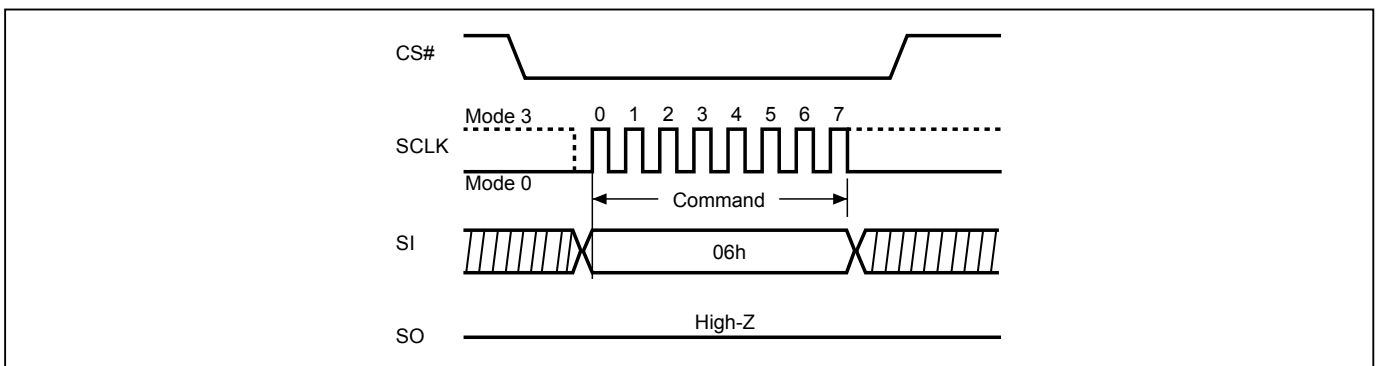 CS#
Mode 3 0 1 2 3 4 5 6 7
SCLK
Mode 0
Command
SI 06h
High-Z
SO